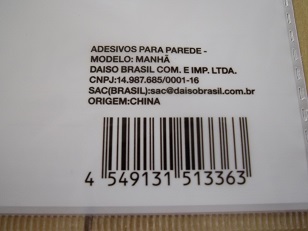 ADESIVOS PARA PAREDE -
MODELO: MANHÃ
DAISO BRASIL COM. E IMP. LTDA.
CNPJ:14.987.685/0001-16
SAC(BRASIL):sac@daisobrasil.com.br
ORIGEM:CHINA
4 549131 513363